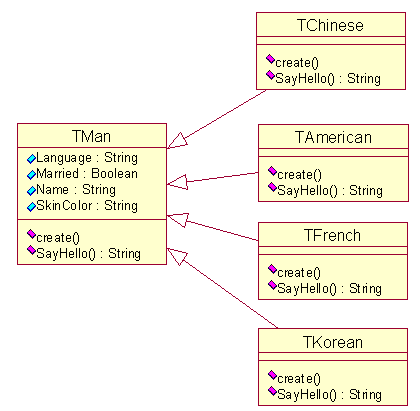 TChinese
create()
SayHello() : String
TMan
Language : String
Married : Boolean
Name : String
SkinColor : String
create()
SayHello() : String
TAmerican
create()
SayHello() : String
TFrench
create()
SayHello() : String
TKorean
create()
SayHello() : String